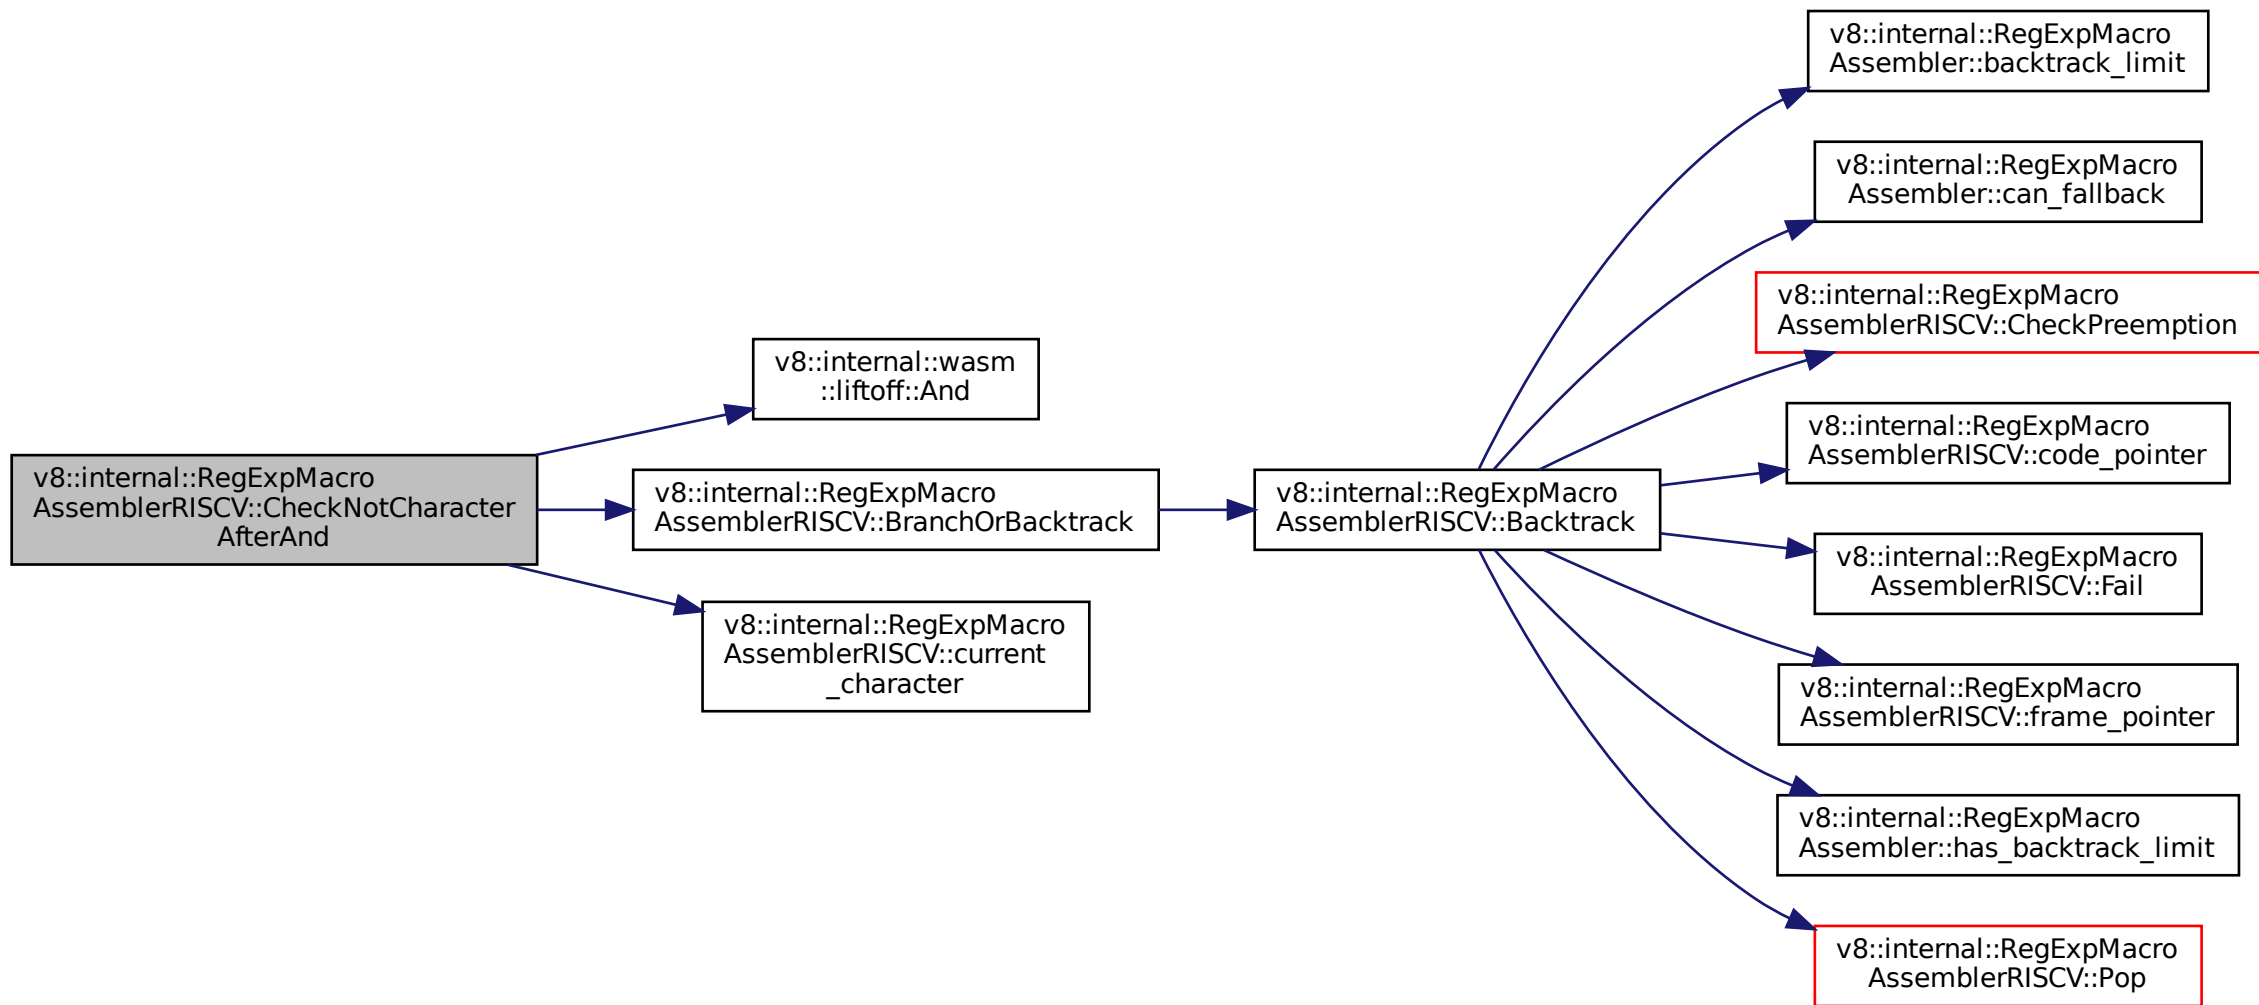 v8::internal::RegExpMacro
AssemblerRISCV::CheckNotCharacter
AfterAnd
v8::internal::wasm
::liftoff::And
v8::internal::RegExpMacro
AssemblerRISCV::BranchOrBacktrack
v8::internal::RegExpMacro
AssemblerRISCV::current
_character
v8::internal::RegExpMacro
AssemblerRISCV::Backtrack
v8::internal::RegExpMacro
Assembler::backtrack_limit
v8::internal::RegExpMacro
Assembler::can_fallback
v8::internal::RegExpMacro
AssemblerRISCV::CheckPreemption
v8::internal::RegExpMacro
AssemblerRISCV::code_pointer
v8::internal::RegExpMacro
AssemblerRISCV::Fail
v8::internal::RegExpMacro
AssemblerRISCV::frame_pointer
v8::internal::RegExpMacro
Assembler::has_backtrack_limit
v8::internal::RegExpMacro
AssemblerRISCV::Pop